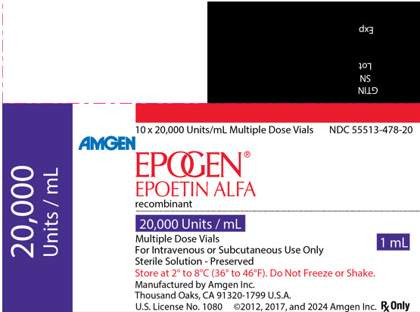 Exp
Lot
SN
GTIN
10 x 20,000 Units/mL Multiple Dose Vials NDC 55513-478-20
AMGEN
EPOGEN®
EPOETIN ALFA
recombinant
20,000 Units / mL
20,000 Units / mL
1 mL
Multiple Dose Vials
For Intravenous or Subcutaneous Use Only
Sterile Solution - Preserved
Store at 2° to 8°C (36° to 46°F). Do Not Freeze or Shake.
Manufactured by Amgen Inc.
Thousand Oaks, CA 91320-1799 U.S.A.
U.S. License No. 1080 ©2012, 2017, and 2024 Amgen Inc. Rx Only